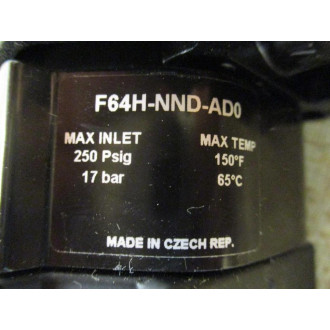 F64H-NND-AD0
MAX INLET MAX TEMP
250 Psig 150°F
17 bar 65°C
MADE IN CZECH REP.